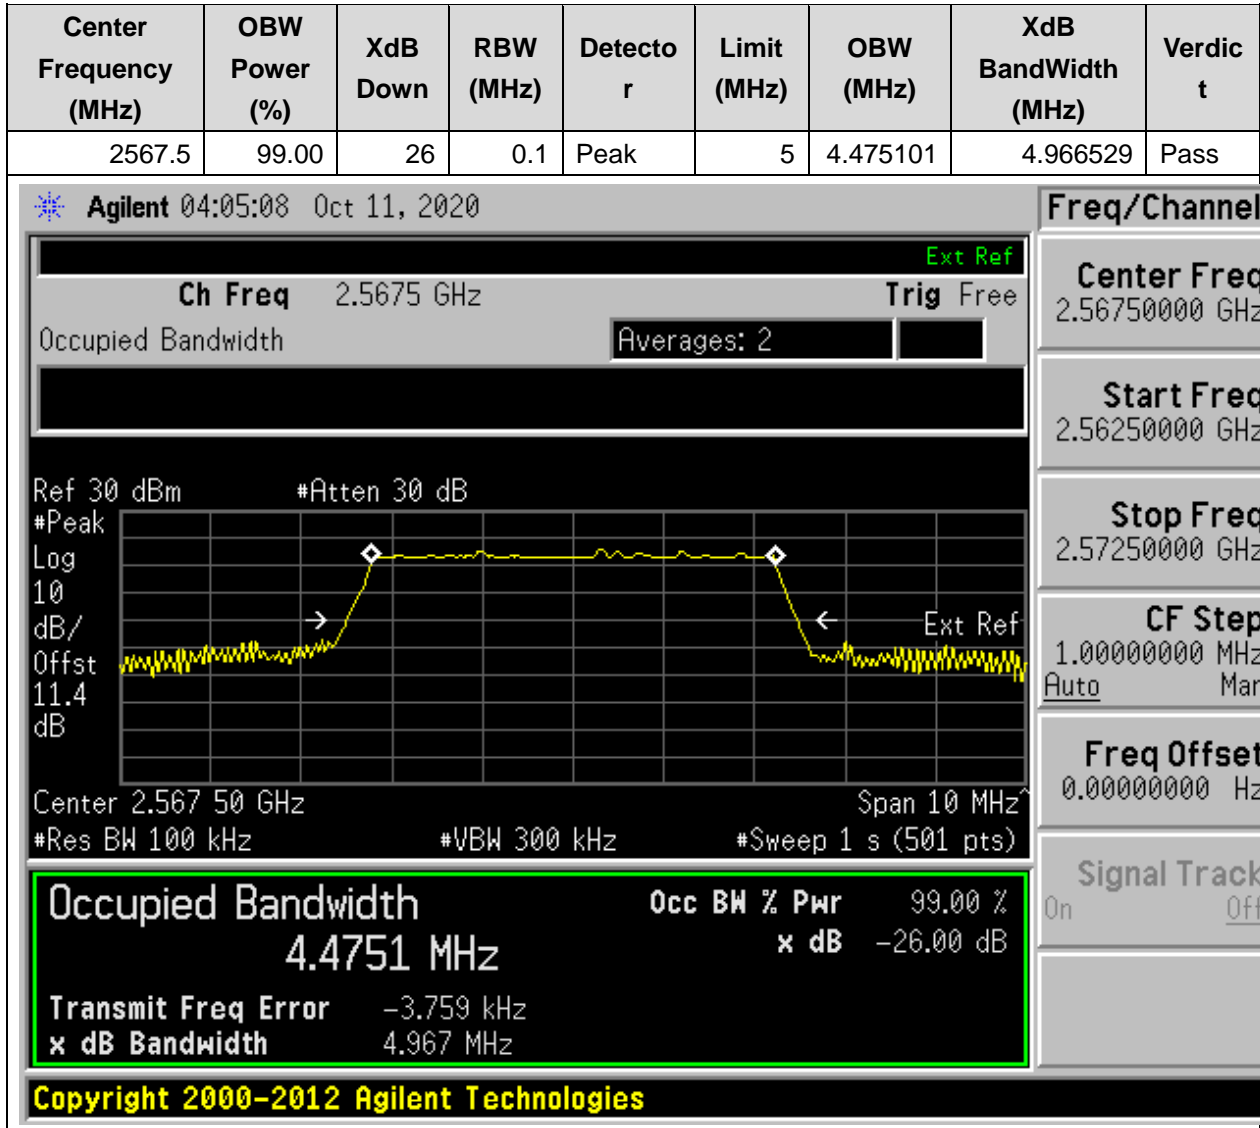 Center Frequency (MHz) OBW Power (%) XdB Down RBW (MHz) Detecto r Limit (MHz) OBW (MHz) XdB BandWidth (MHz) Verdic t
2567.5 99.00 26 0.1 Peak 5 4.475101 4.966529 Pass
Agilent 04:05:08 Oct 11, 2020
Ext Ref
Ch Freq 2.5675 GHz Trig Free
Occupied Bandwidth Averages: 2
Ref 30 dBm #Atten 30 dB
#Peak
Log
10
dB/
Offst
11.4
dB
Ext Ref
Center 2.567 50 GHz Span 10 MHz^
#Res BW 100 kHz #VBW 300 kHz #Sweep 1 s (501 pts)
Occupied Bandwidth Occ BW % Pwr 99.00 %
4.4751 MHz x dB -26.00 dB
Transmit Freq Error -3.759 kHz
x dB Bandwidth 4.967 MHz
Copyright 2000-2012 Agilent Technologies
Freq/Channel
Center Freq
2.56750000 GHz
Start Freq
2.56250000 GHz
Stop Freq
2.57250000 GHz
CF Step
1.00000000 MHz
Auto Man
Freq Offset
0.00000000 Hz
Signal Track
On Off